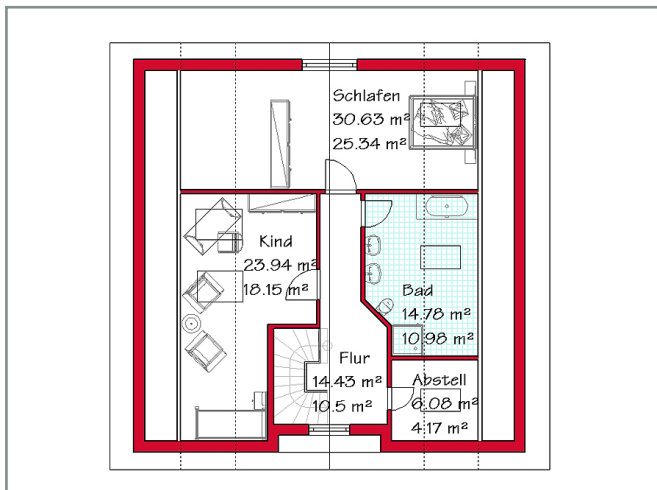 Schlafen
30.63 m²
25.34 m²
Kind
23.94 m²
18.15 m²
Bad
14.78 m²
10.98 m²
Flur
14.43 m²
10.5 m²
Abstell
6.08 m²
4.17 m²